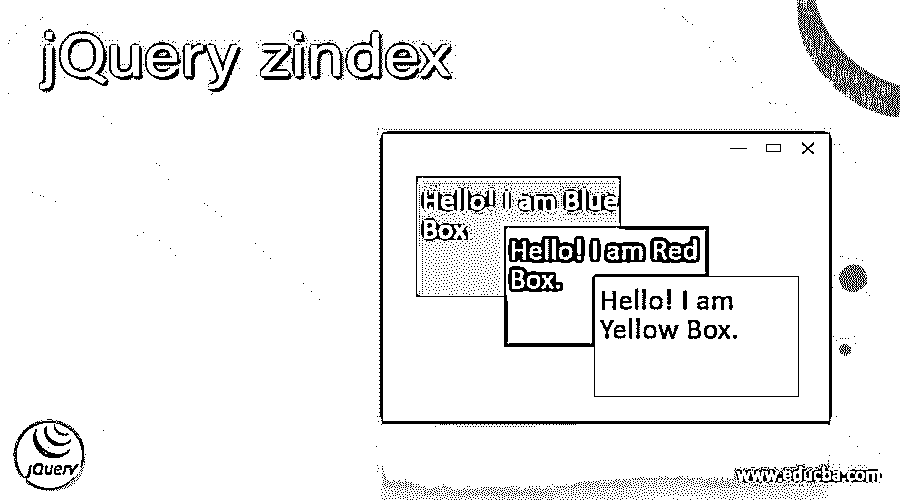 jQuery zindex
Hello! i am Blue
Box
Hello! I am Red
Box.
Hello! I am
Yellow Box.
jQuery
www.educba.com